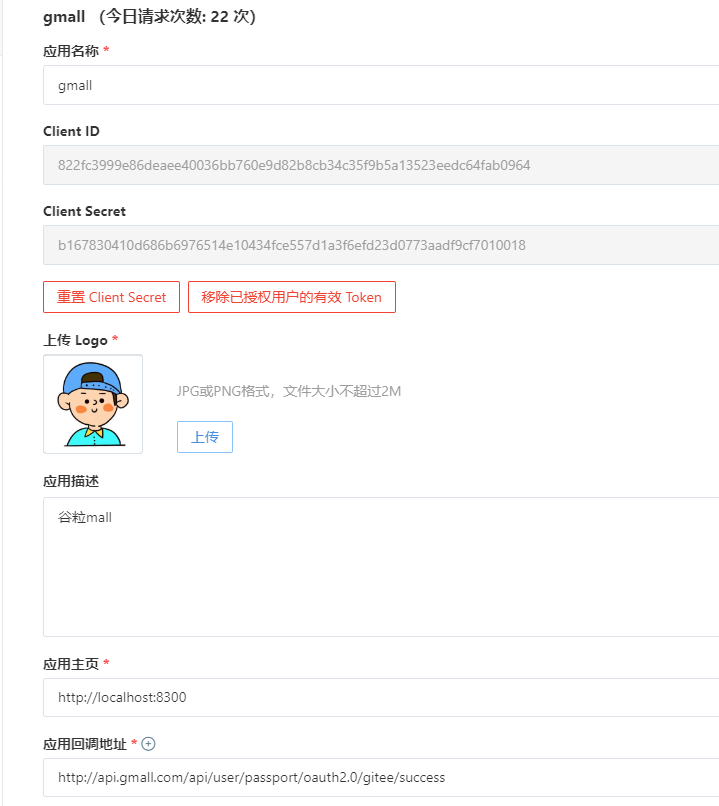 gmall （今日请求次数: 22 次）
应用名称 *
gmall
Client ID
822fc3999e86deaee40036bb760e9d82b8cb34c35f9b5a13523eedc64fab0964
Client Secret
b167830410d686b6976514e10434fce557d1a3f6efd23d0773aadf9cf7010018
重置 Client Secret 移除已授权用户的有效 Token
上传 Logo *
JPG或PNG格式，文件大小不超过2M
上传
应用描述
谷粒mall
应用主页 *
http://localhost:8300
应用回调地址 *
http://api.gmall.com/api/user/passport/oauth2.0/gitee/success